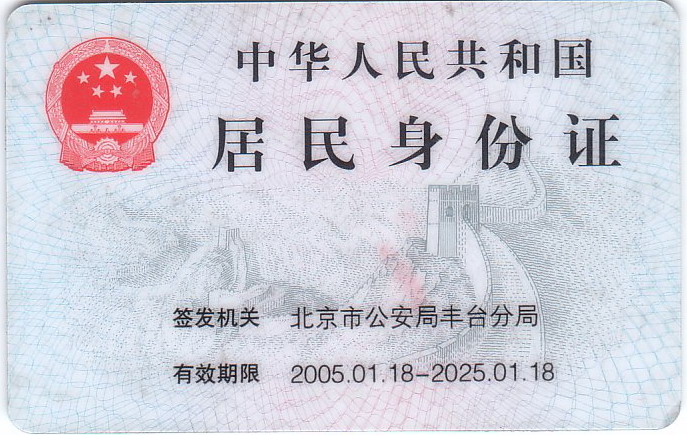 中华人民共和国
居民身份证
签发机关 北京市公安局丰台分局
有效期限 2005.01.18-2025.01.18